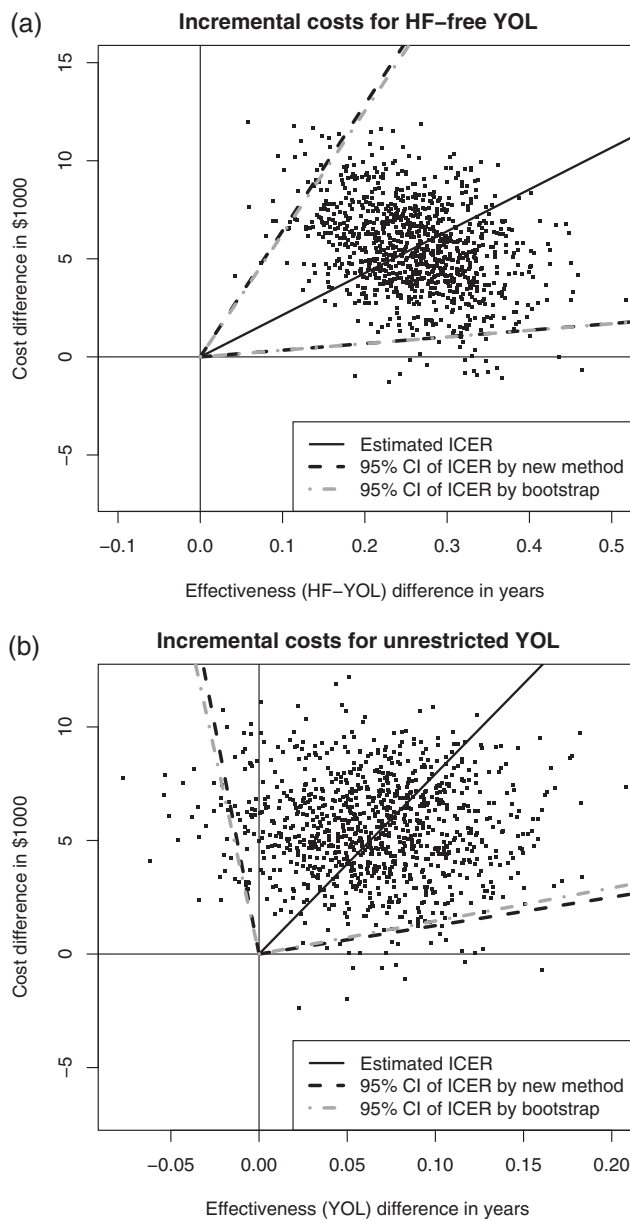 (a)
Incremental costs for HF−free YOL
15
10
5
0
−5
Cost difference in $1000
Estimated ICER
95% CI of ICER by new method
95% CI of ICER by bootstrap
−0.1 0.0 0.1 0.2 0.3 0.4 0.5
Effectiveness (HF−YOL) difference in years
(b)
Incremental costs for unrestricted YOL
10
5
0
−5
Cost difference in $1000
Estimated ICER
95% CI of ICER by new method
95% CI of ICER by bootstrap
−0.05 0.00 0.05 0.10 0.15 0.20
Effectiveness (YOL) difference in years